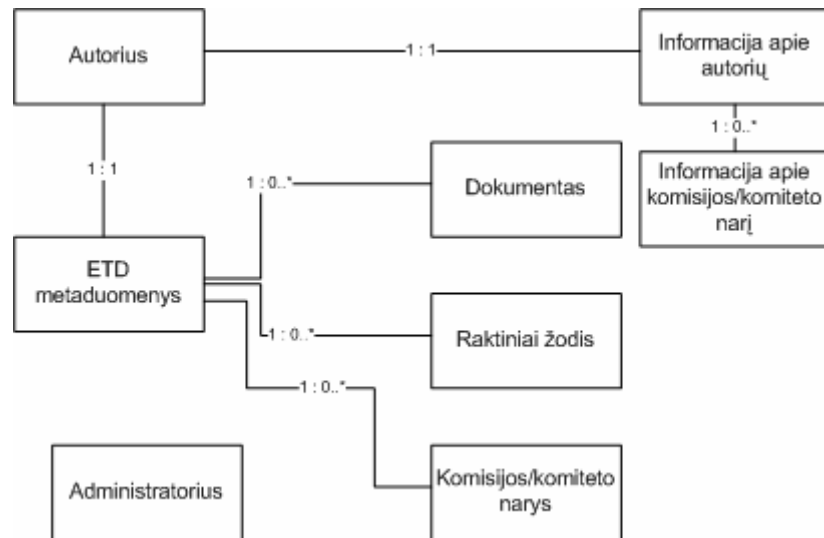 Autorius
1 : 1
Informacija apie
autorių
1 : 0..*
Informacija apie
komisijos/komiteto
narį
1 : 1
1 : 0..*
Dokumentas
ETD
metaduomenys
1 : 0..*
Raktiniai žodis
1 : 0..*
Administratorius
Komisijos/komiteto
narys